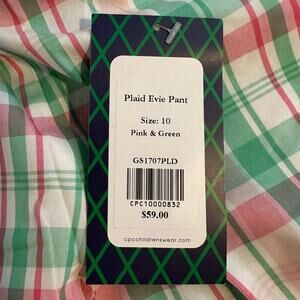 Plaid Evie Pant
Size: 10
Pink & Green
GS1707PLD
CPC10000832
$59.00
cpcchildrenswear.com